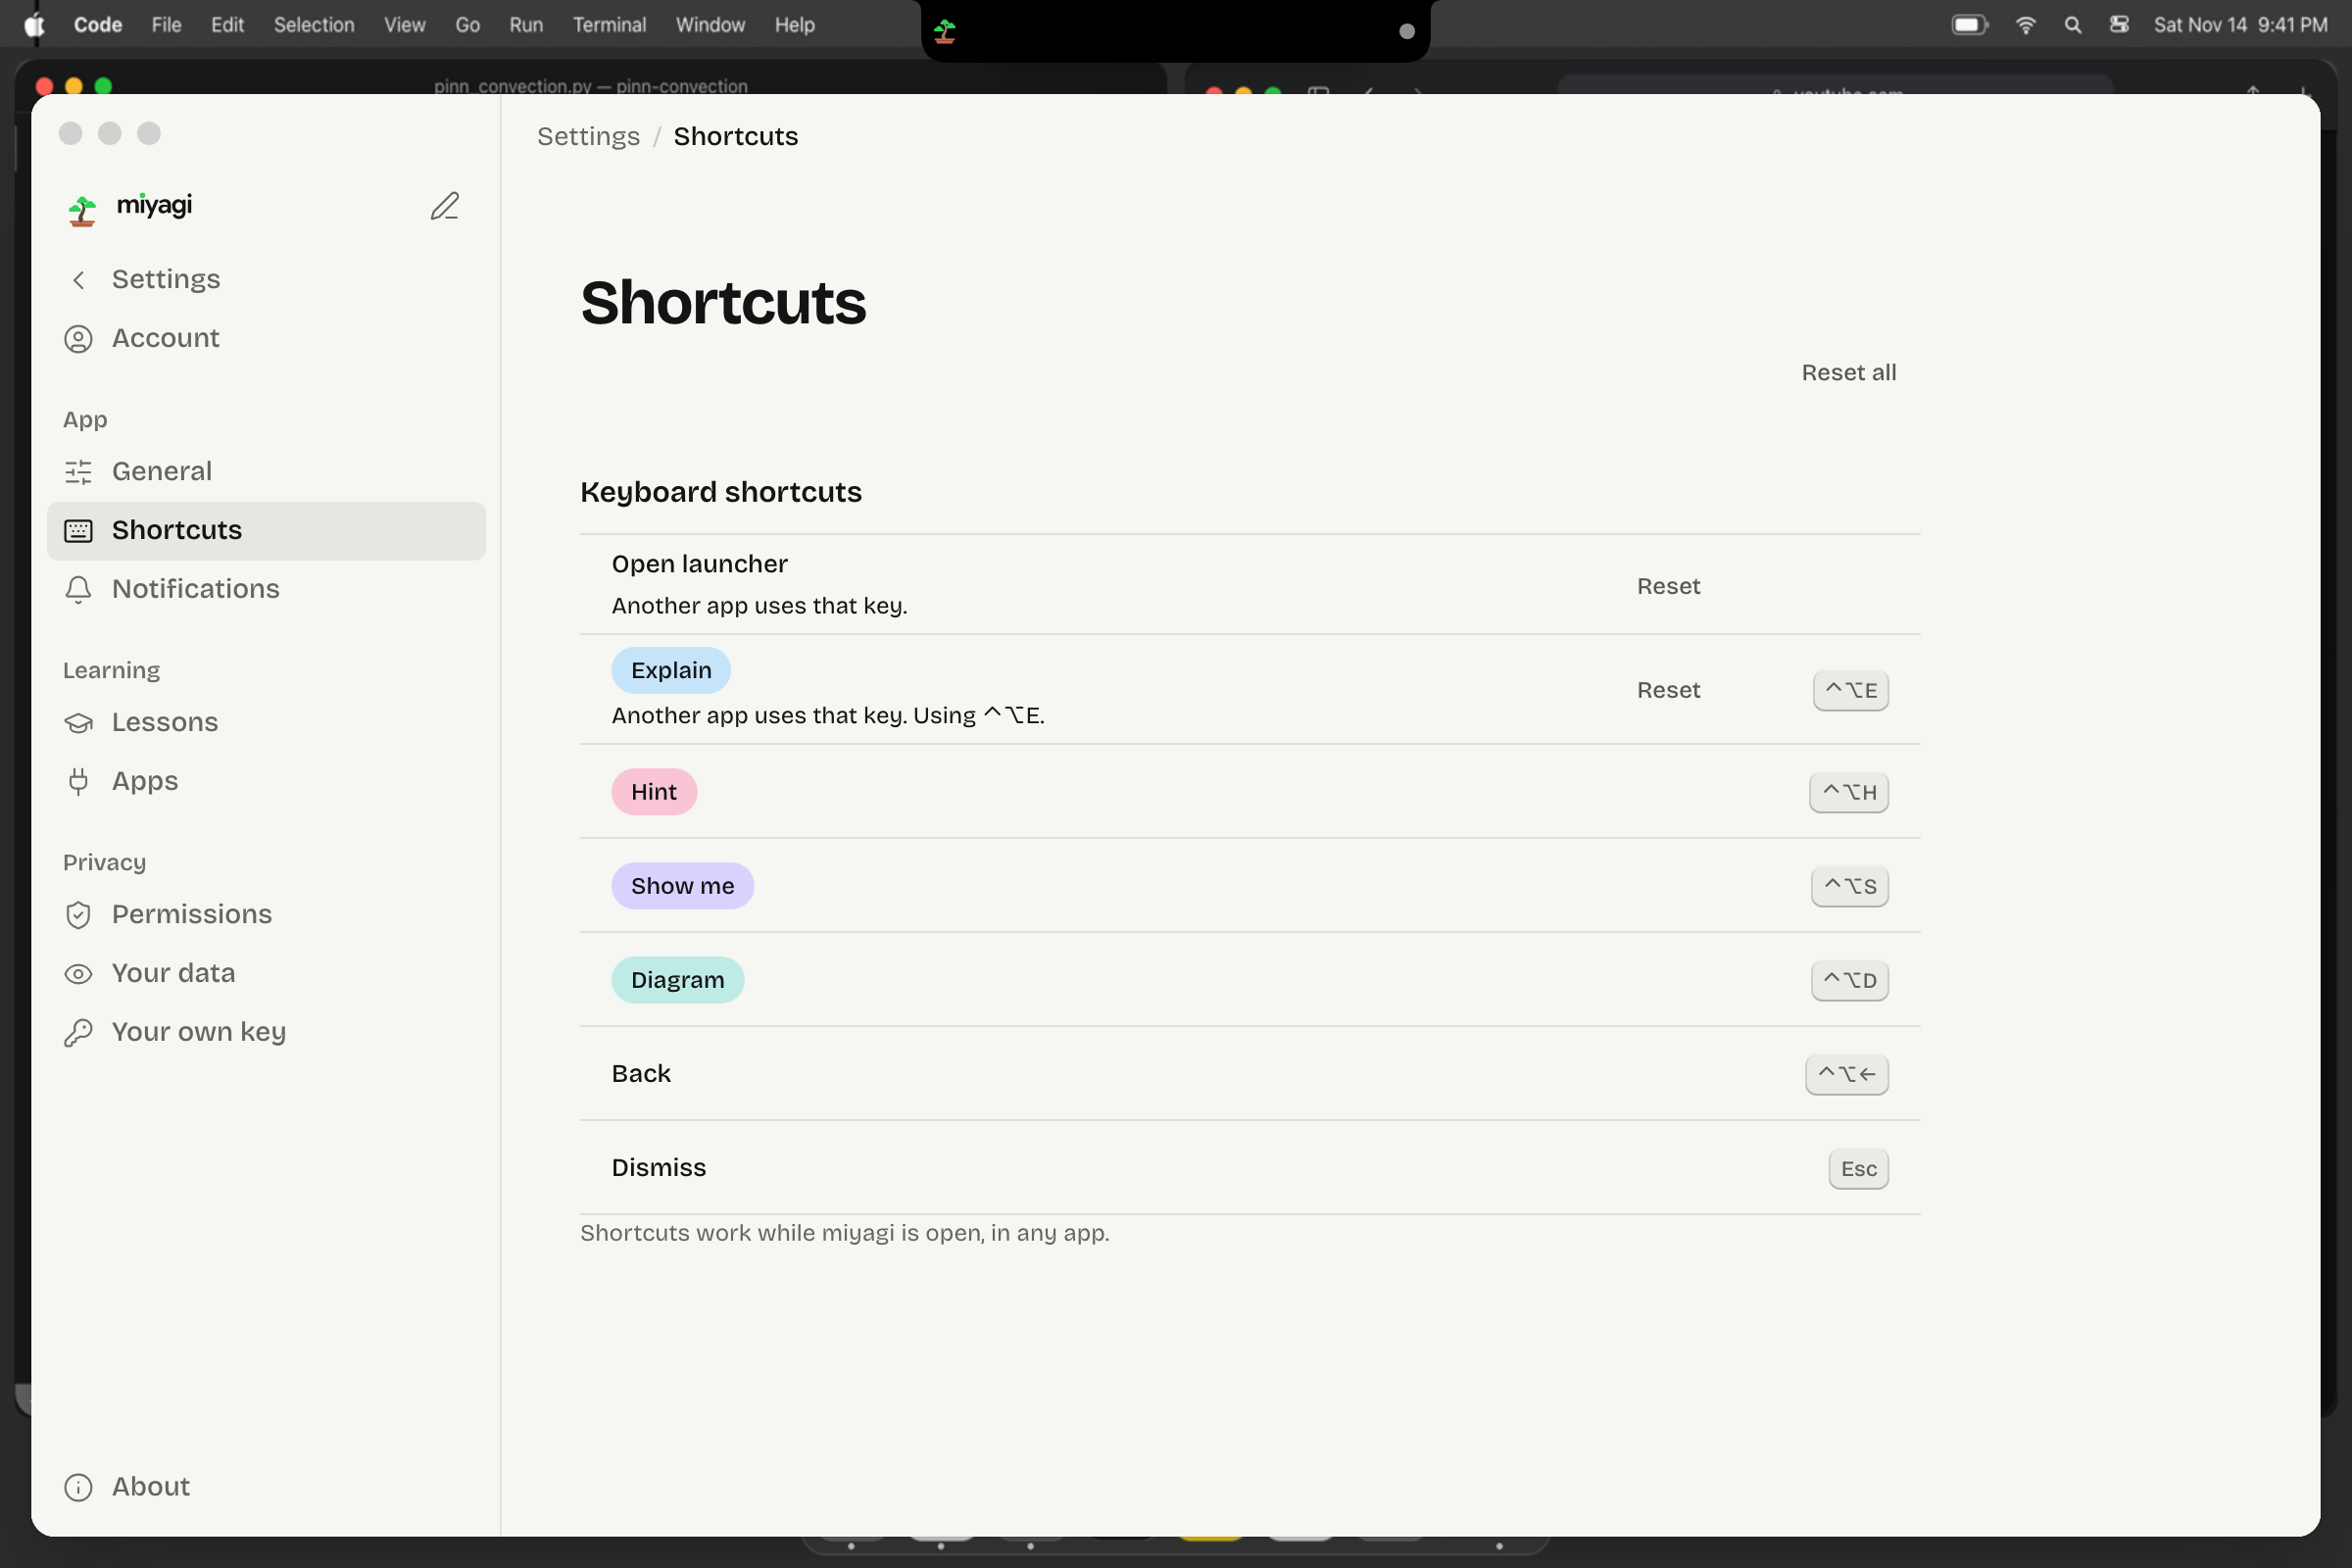 Code File Edit Selection View Go Run Terminal Window Help
Sat Nov 14 9:41 PM
pinn_convection.py — pinn-convection
youtube.com
miyagi
Settings
Account
App
General
Shortcuts
Notifications
Learning
Lessons
Apps
Privacy
Permissions
Your data
Your own key
About
Settings / Shortcuts
Shortcuts
Reset all
Keyboard shortcuts
Open launcher
Another app uses that key.
Reset
Explain
Another app uses that key. Using ⌃⌥E.
Reset
⌃⌥E
Hint
⌃⌥H
Show me
⌃⌥S
Diagram
⌃⌥D
Back
⌃⌥←
Dismiss
Esc
Shortcuts work while miyagi is open, in any app.